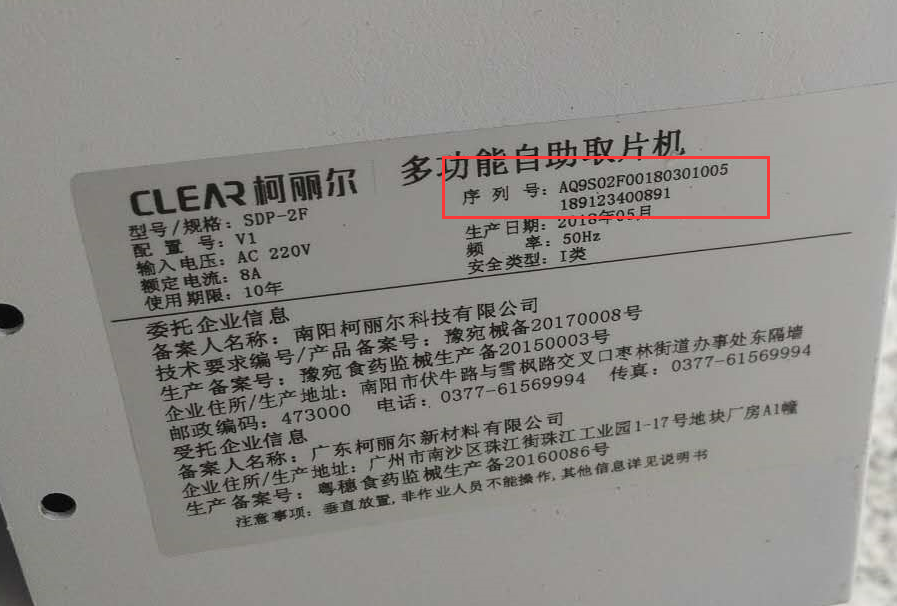 CLEAR 柯丽尔 多功能自助取片机
型号/规格: SDP-2F
配置号: V1
输入电压: AC 220V
额定电流: 8A
使用期限: 10年
序列号: AQ9S02F00180301005
189123400891
生产日期: 2018年05月
频率: 50Hz
安全类型: I类
委托企业信息
备案人名称: 南阳柯丽尔科技有限公司
技术要求编号/产品备案号: 豫宛械备20170008号
生产备案号: 豫宛食药监械生产备20150003号
企业住所/生产地址: 南阳市伏牛路与雪枫路交叉口枣林街道办事处东隔墙
邮政编码: 473000 电话: 0377-61569994 传真: 0377-61569994
受托企业信息
备案人名称: 广东柯丽尔新材料有限公司
企业住所/生产地址: 广州市南沙区珠江街珠江工业园1-17号地块厂房A1幢
生产备案号: 粤穗食药监械生产备20160086号
注意事项: 垂直放置,非作业人员不能操作,其他信息详见说明书